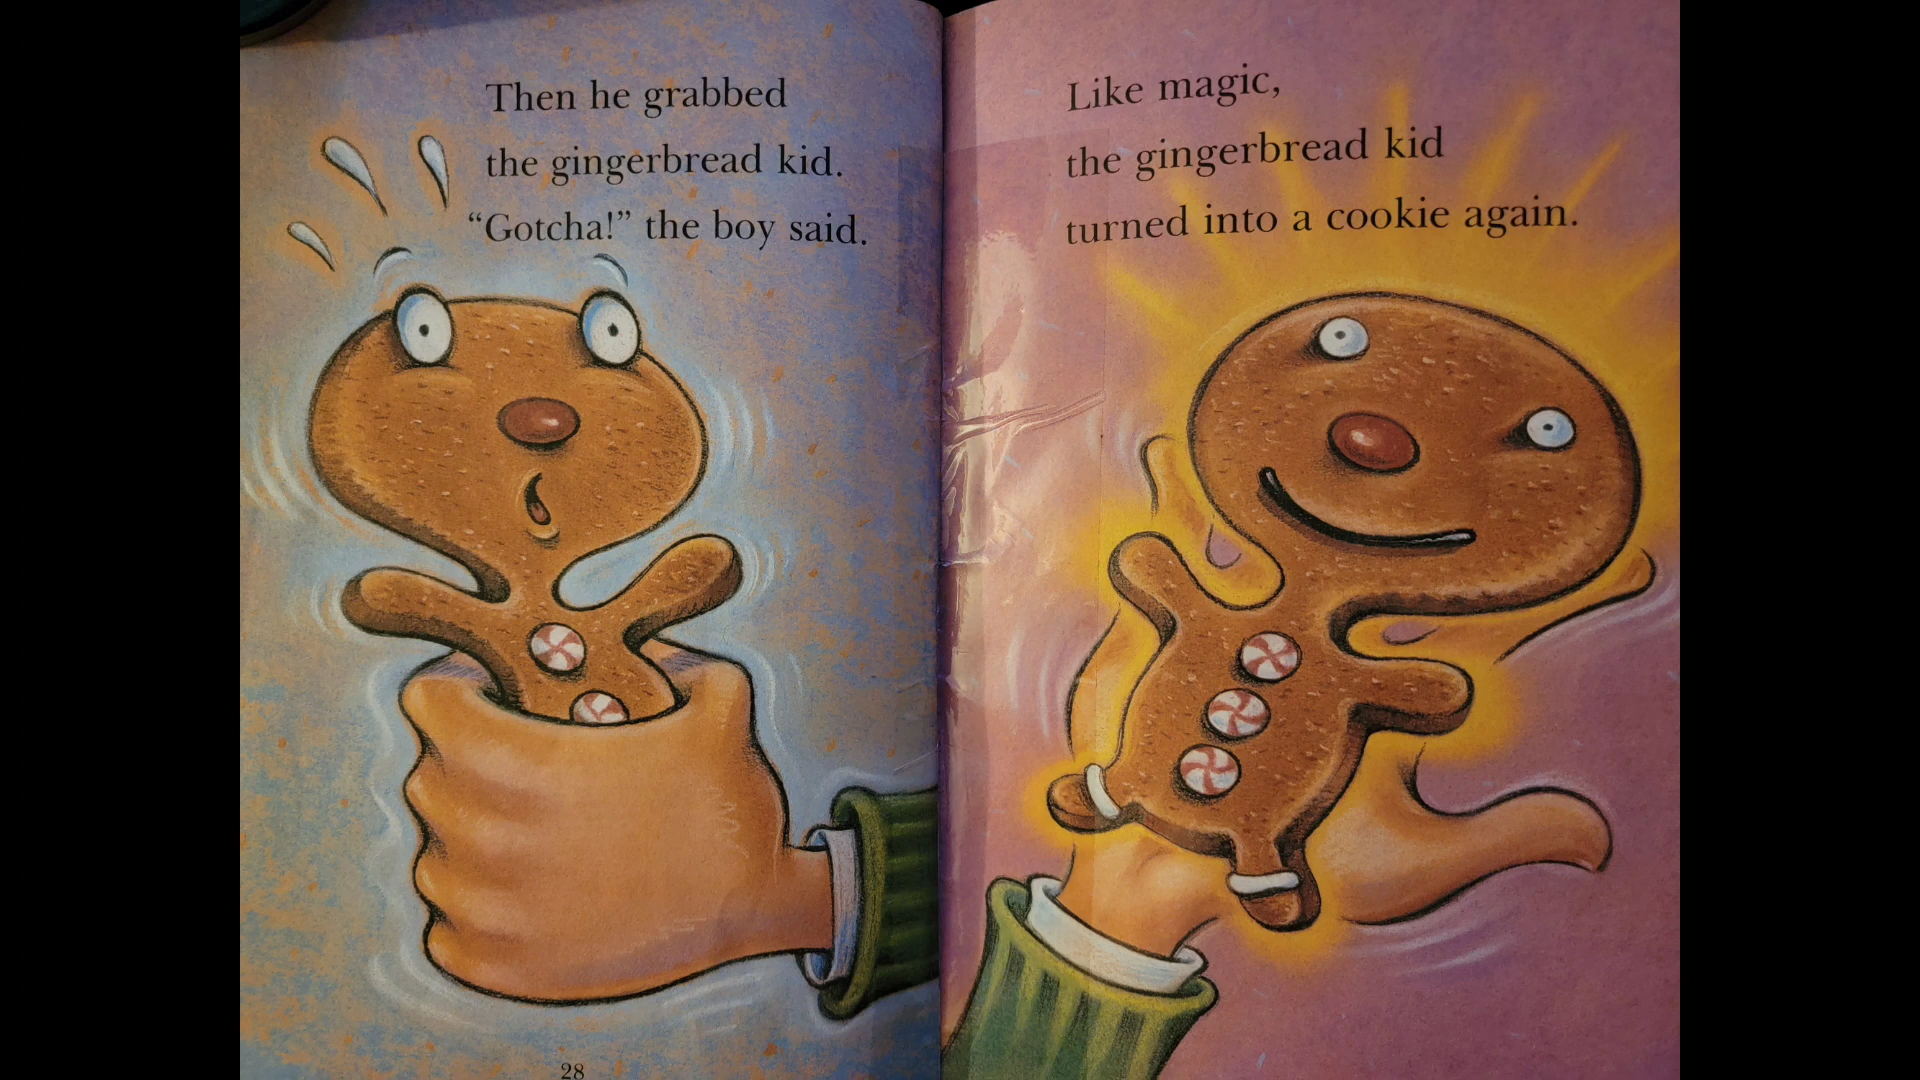 Then he grabbed
the gingerbread kid.
“Gotcha!” the boy said.
28
Like magic,
the gingerbread kid
turned into a cookie again.